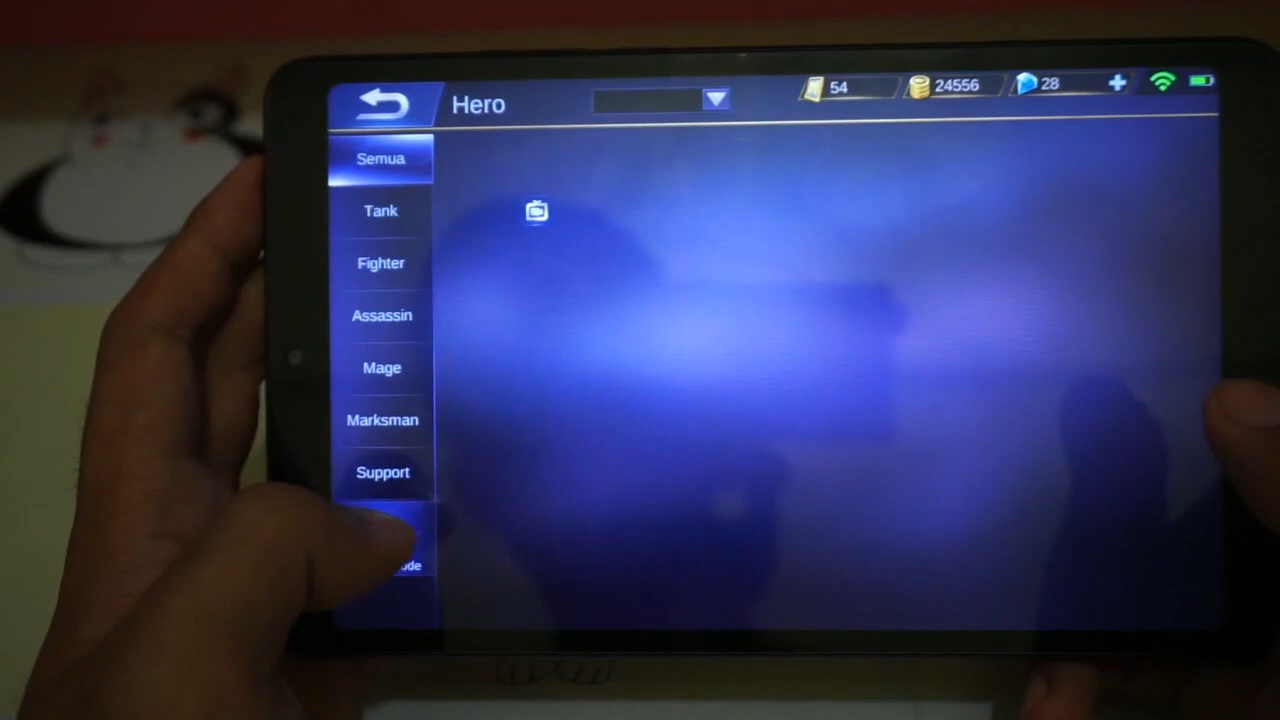 Hero
54
24556
28
Semua
Tank
Fighter
Assassin
Mage
Marksman
Support